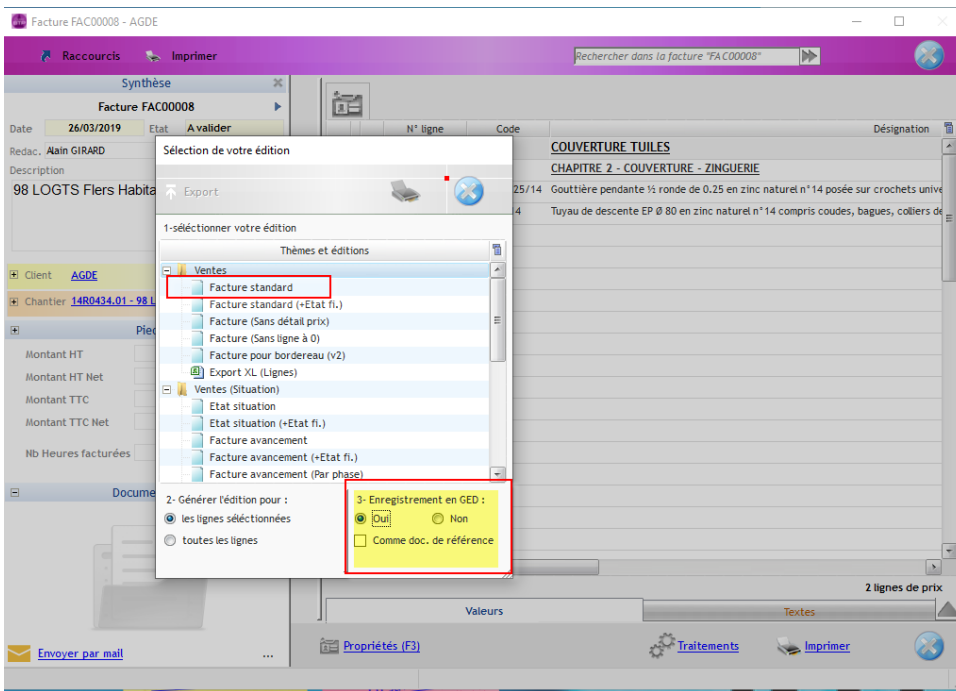 Facture FAC00008 - AGDE
Raccourcis
Imprimer
Rechercher dans la facture "FAC00008"
Synthèse
Facture FAC00008
Date 26/03/2019 Etat A valider
Redac. Alain GIRARD
Description
98 LOGTS Flers Habita
Client AGDE
Chantier 14R0434.01 - 98 L
Piec
Montant HT
Montant HT Net
Montant TTC
Montant TTC Net
Nb Heures facturées
Docume
Envoyer par mail
...
N° ligne Code Désignation
COUVERTURE TUILES
CHAPITRE 2 - COUVERTURE - ZINGUERIE
25/14 Gouttière pendante ½ ronde de 0.25 en zinc naturel n°14 posée sur crochets unive
4 Tuyau de descente EP Ø 80 en zinc naturel n°14 compris coudes, bagues, colliers de
Sélection de votre édition
Export
1-séléctionner votre édition
Thèmes et éditions
Ventes
Facture standard
Facture standard (+Etat fi.)
Facture (Sans détail prix)
Facture (Sans ligne à 0)
Facture pour bordereau (v2)
Export XL (Lignes)
Ventes (Situation)
Etat situation
Etat situation (+Etat fi.)
Facture avancement
Facture avancement (+Etat fi.)
Facture avancement (Par phase)
2- Générer l'édition pour :
les lignes séléctionnées
toutes les lignes
3- Enregistrement en GED :
Oui Non
Comme doc. de référence
2 lignes de prix
Valeurs
Textes
Propriétés (F3)
Traitements
Imprimer